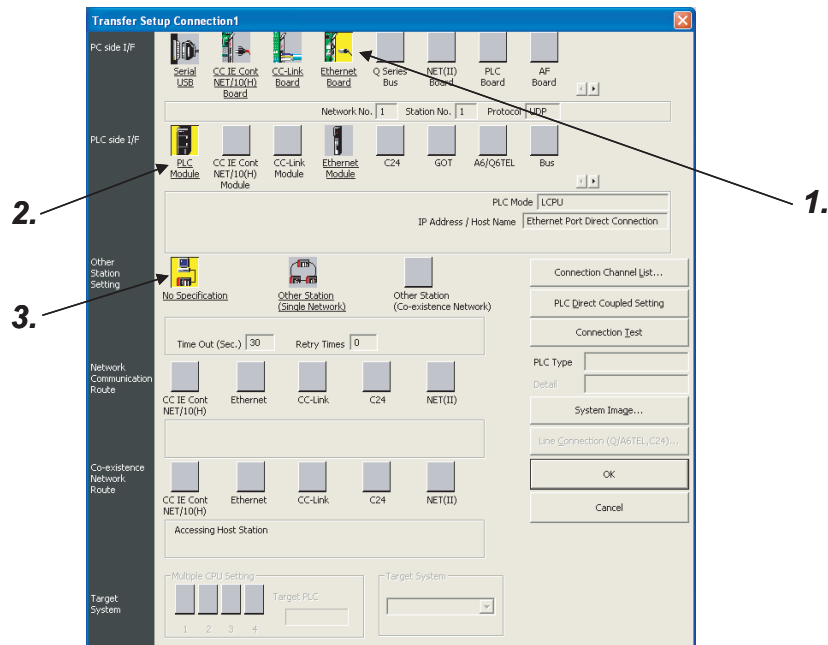 Transfer Setup Connection1
PC side I/F
Serial
USB
CC IE Cont
NET/10(H)
Board
CC-Link
Board
Ethernet
Board
Q Series
Bus
NET(II)
Board
PLC
Board
AF
Board
Network No. 1 Station No. 1 Protocol UDP
1.
PLC side I/F
PLC
Module
CC IE Cont
NET/10(H)
Module
CC-Link
Module
Ethernet
Module
C24
GOT
A6/Q6TEL
Bus
2.
PLC Mode LCPU
IP Address / Host Name Ethernet Port Direct Connection
Other
Station
Setting
No Specification
Other Station
(Single Network)
Other Station
(Co-existence Network)
3.
Time Out (Sec.) 30 Retry Times 0
Connection Channel List...
PLC Direct Coupled Setting
Connection Test
PLC Type
Detail
System Image...
Line Connection (Q/A6TEL,C24)...
OK
Cancel
Network
Communication
Route
CC IE Cont
NET/10(H)
Ethernet
CC-Link
C24
NET(II)
Co-existence
Network
Route
CC IE Cont
NET/10(H)
Ethernet
CC-Link
C24
NET(II)
Accessing Host Station
Target
System
Multiple CPU Setting
Target PLC
1 2 3 4
Target System